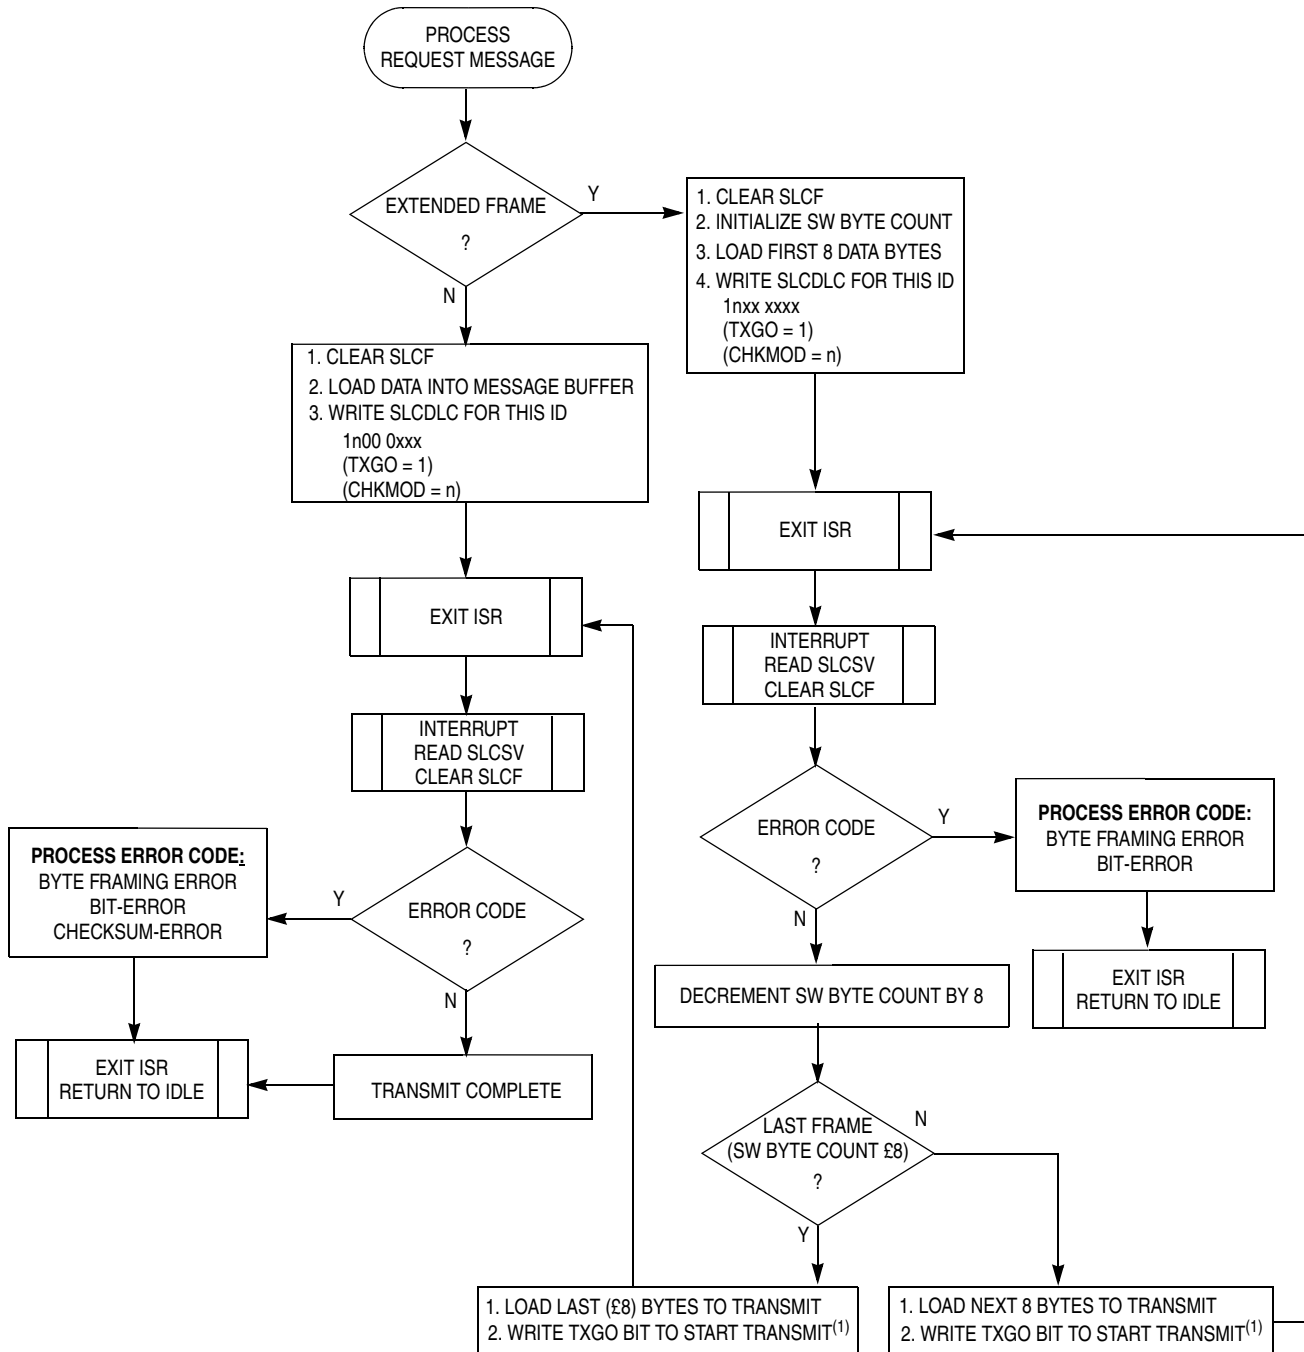 PROCESS
REQUEST MESSAGE
EXTENDED FRAME
?
Y
N
1. CLEAR SLCF
2. INITIALIZE SW BYTE COUNT
3. LOAD FIRST 8 DATA BYTES
4. WRITE SLCDLC FOR THIS ID
1nxx xxxx
(TXGO = 1)
(CHKMOD = n)
1. CLEAR SLCF
2. LOAD DATA INTO MESSAGE BUFFER
3. WRITE SLCDLC FOR THIS ID
1n00 0xxx
(TXGO = 1)
(CHKMOD = n)
EXIT ISR
INTERRUPT
READ SLCSV
CLEAR SLCF
ERROR CODE
?
Y
N
PROCESS ERROR CODE:
BYTE FRAMING ERROR
BIT-ERROR
CHECKSUM-ERROR
EXIT ISR
RETURN TO IDLE
TRANSMIT COMPLETE
EXIT ISR
INTERRUPT
READ SLCSV
CLEAR SLCF
ERROR CODE
?
Y
N
PROCESS ERROR CODE:
BYTE FRAMING ERROR
BIT-ERROR
EXIT ISR
RETURN TO IDLE
DECREMENT SW BYTE COUNT BY 8
LAST FRAME
(SW BYTE COUNT £8)
?
N
Y
1. LOAD LAST (£8) BYTES TO TRANSMIT
2. WRITE TXGO BIT TO START TRANSMIT(1)
1. LOAD NEXT 8 BYTES TO TRANSMIT
2. WRITE TXGO BIT TO START TRANSMIT(1)